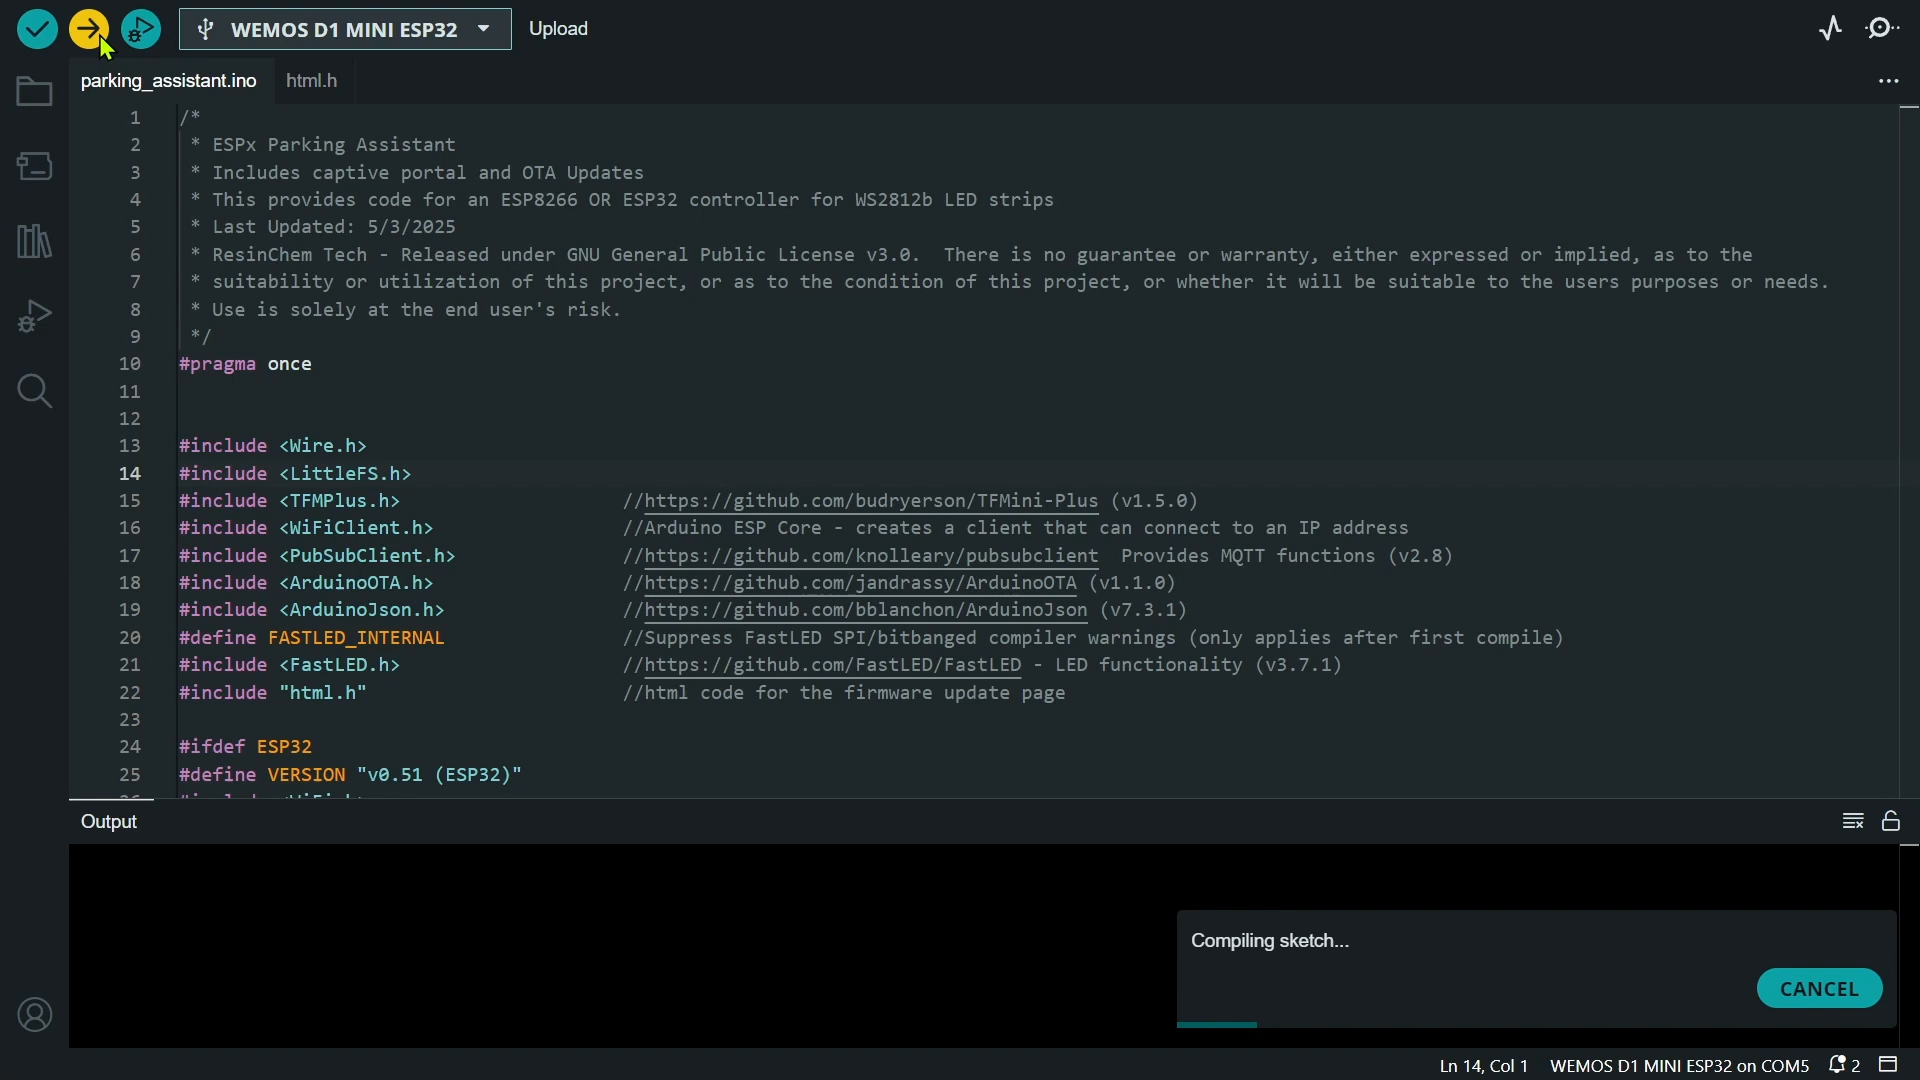 WEMOS D1 MINI ESP32 Upload
parking_assistant.ino html.h
1 /*
2 * ESPx Parking Assistant
3 * Includes captive portal and OTA Updates
4 * This provides code for an ESP8266 OR ESP32 controller for WS2812b LED strips
5 * Last Updated: 5/3/2025
6 * ResinChem Tech - Released under GNU General Public License v3.0.  There is no guarantee or warranty, either expressed or implied, as to the
7 * suitability or utilization of this project, or as to the condition of this project, or whether it will be suitable to the users purposes or needs.
8 * Use is solely at the end user's risk.
9 */
10 #pragma once
11
12
13 #include <Wire.h>
14 #include <LittleFS.h>
15 #include <TFMPlus.h> //https://github.com/budryerson/TFMini-Plus (v1.5.0)
16 #include <WiFiClient.h> //Arduino ESP Core - creates a client that can connect to an IP address
17 #include <PubSubClient.h> //https://github.com/knolleary/pubsubclient  Provides MQTT functions (v2.8)
18 #include <ArduinoOTA.h> //https://github.com/jandrassy/ArduinoOTA (v1.1.0)
19 #include <ArduinoJson.h> //https://github.com/bblanchon/ArduinoJson (v7.3.1)
20 #define FASTLED_INTERNAL //Suppress FastLED SPI/bitbanged compiler warnings (only applies after first compile)
21 #include <FastLED.h> //https://github.com/FastLED/FastLED - LED functionality (v3.7.1)
22 #include "html.h" //html code for the firmware update page
23
24 #ifdef ESP32
25 #define VERSION "v0.51 (ESP32)"
Output
Compiling sketch...
CANCEL
Ln 14, Col 1 WEMOS D1 MINI ESP32 on COM5 2